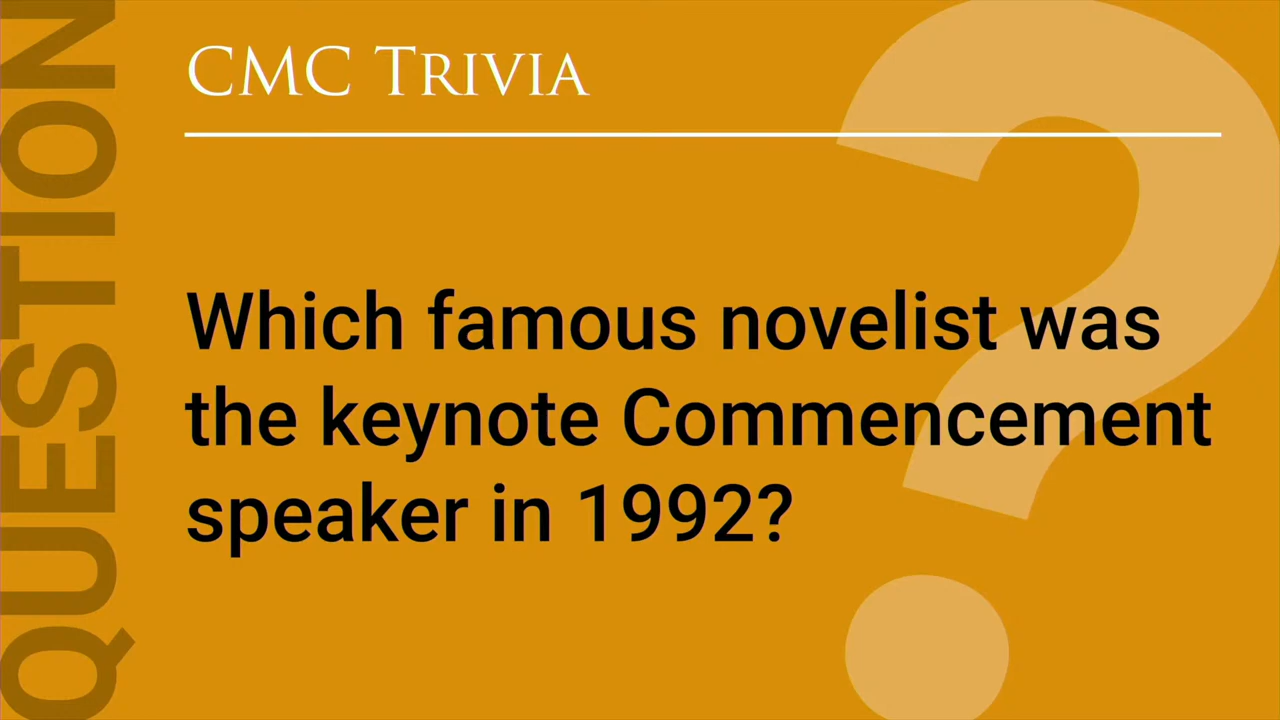 QUESTION
CMC TRIVIA
Which famous novelist was
the keynote Commencement
speaker in 1992?
?